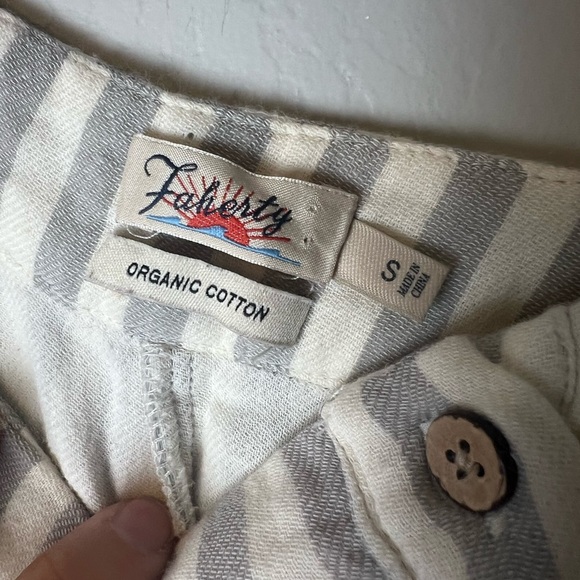 Faherty
ORGANIC COTTON
S
MADE IN
CHINA